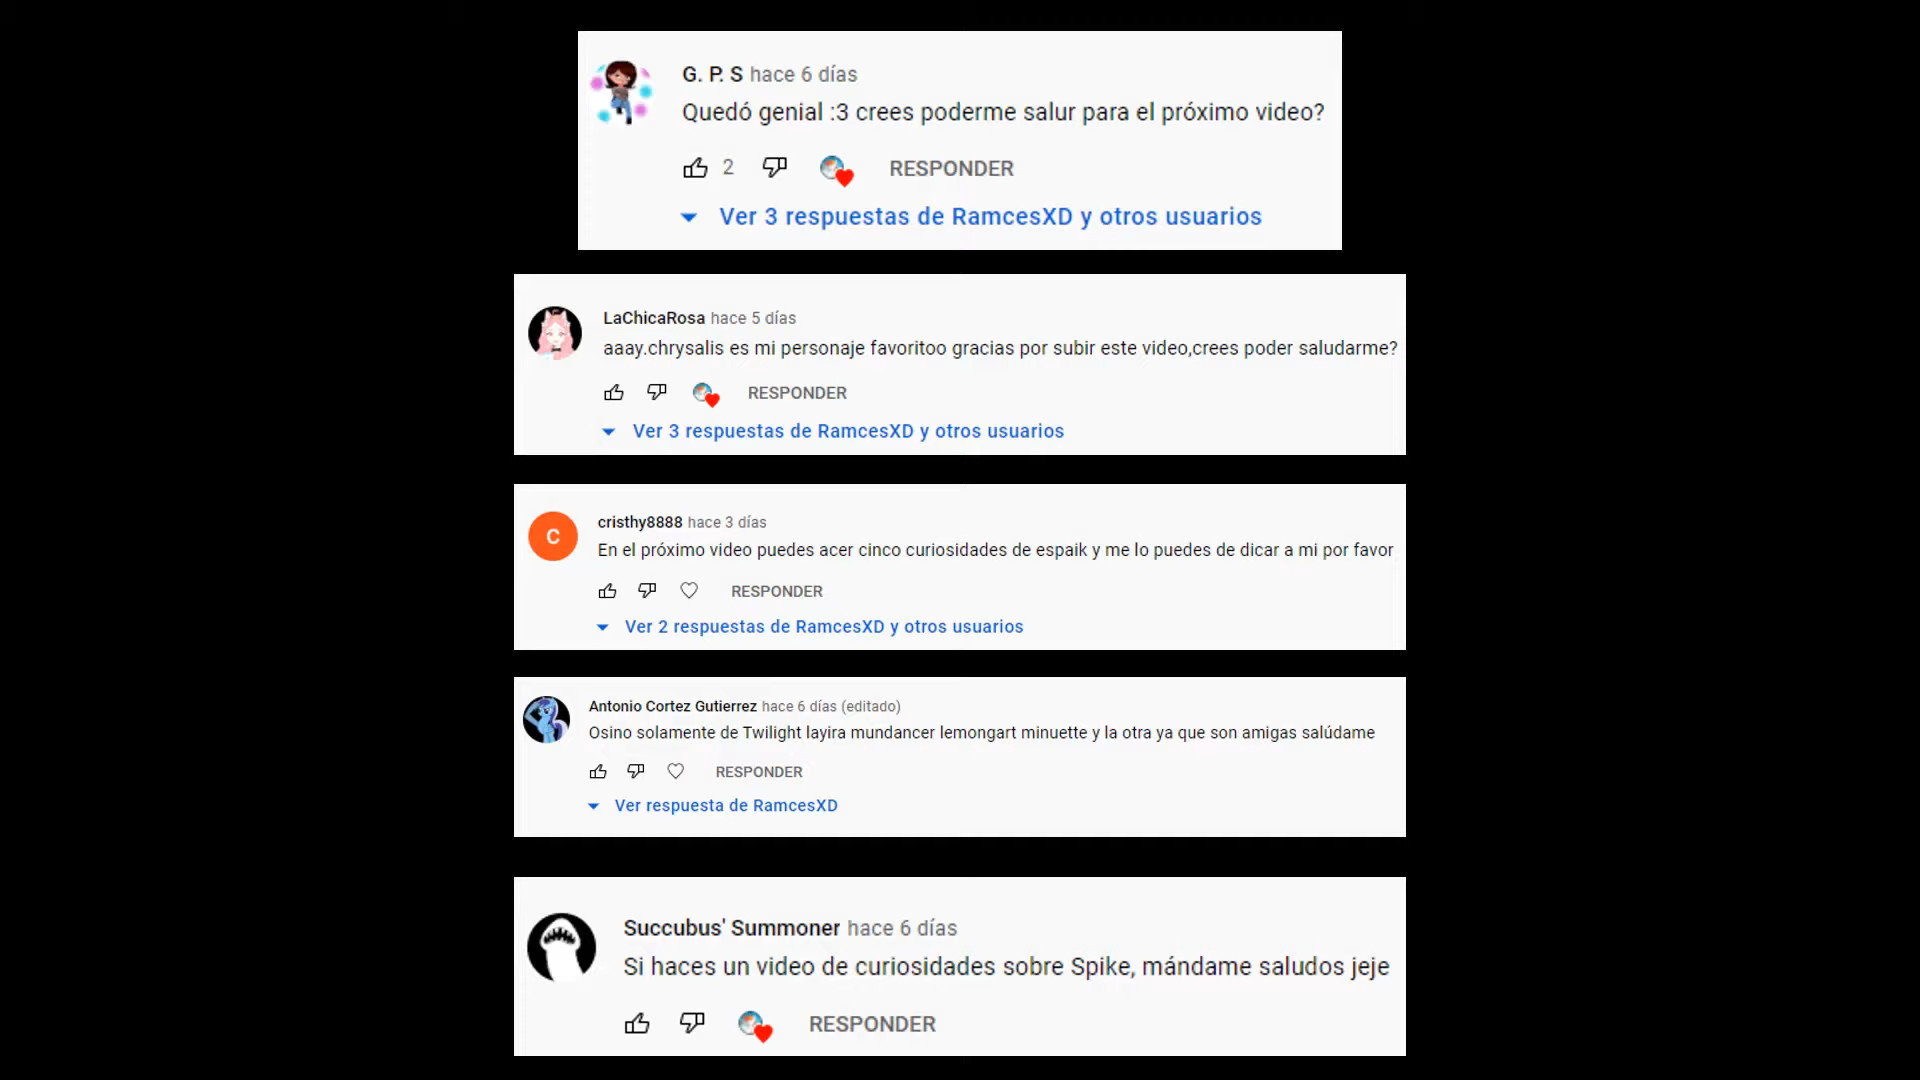 G. P. S hace 6 días
Quedó genial :3 crees poderme salur para el próximo video?
2 RESPONDER
Ver 3 respuestas de RamcesXD y otros usuarios
LaChicaRosa hace 5 días
aaay.chrysalis es mi personaje favoritoo gracias por subir este video,crees poder saludarme?
RESPONDER
Ver 3 respuestas de RamcesXD y otros usuarios
C
cristhy8888 hace 3 días
En el próximo video puedes acer cinco curiosidades de espaik y me lo puedes de dicar a mi por favor
RESPONDER
Ver 2 respuestas de RamcesXD y otros usuarios
Antonio Cortez Gutierrez hace 6 días (editado)
Osino solamente de Twilight layira mundancer lemongart minuette y la otra ya que son amigas salúdame
RESPONDER
Ver respuesta de RamcesXD
Succubus' Summoner hace 6 días
Si haces un video de curiosidades sobre Spike, mándame saludos jeje
RESPONDER